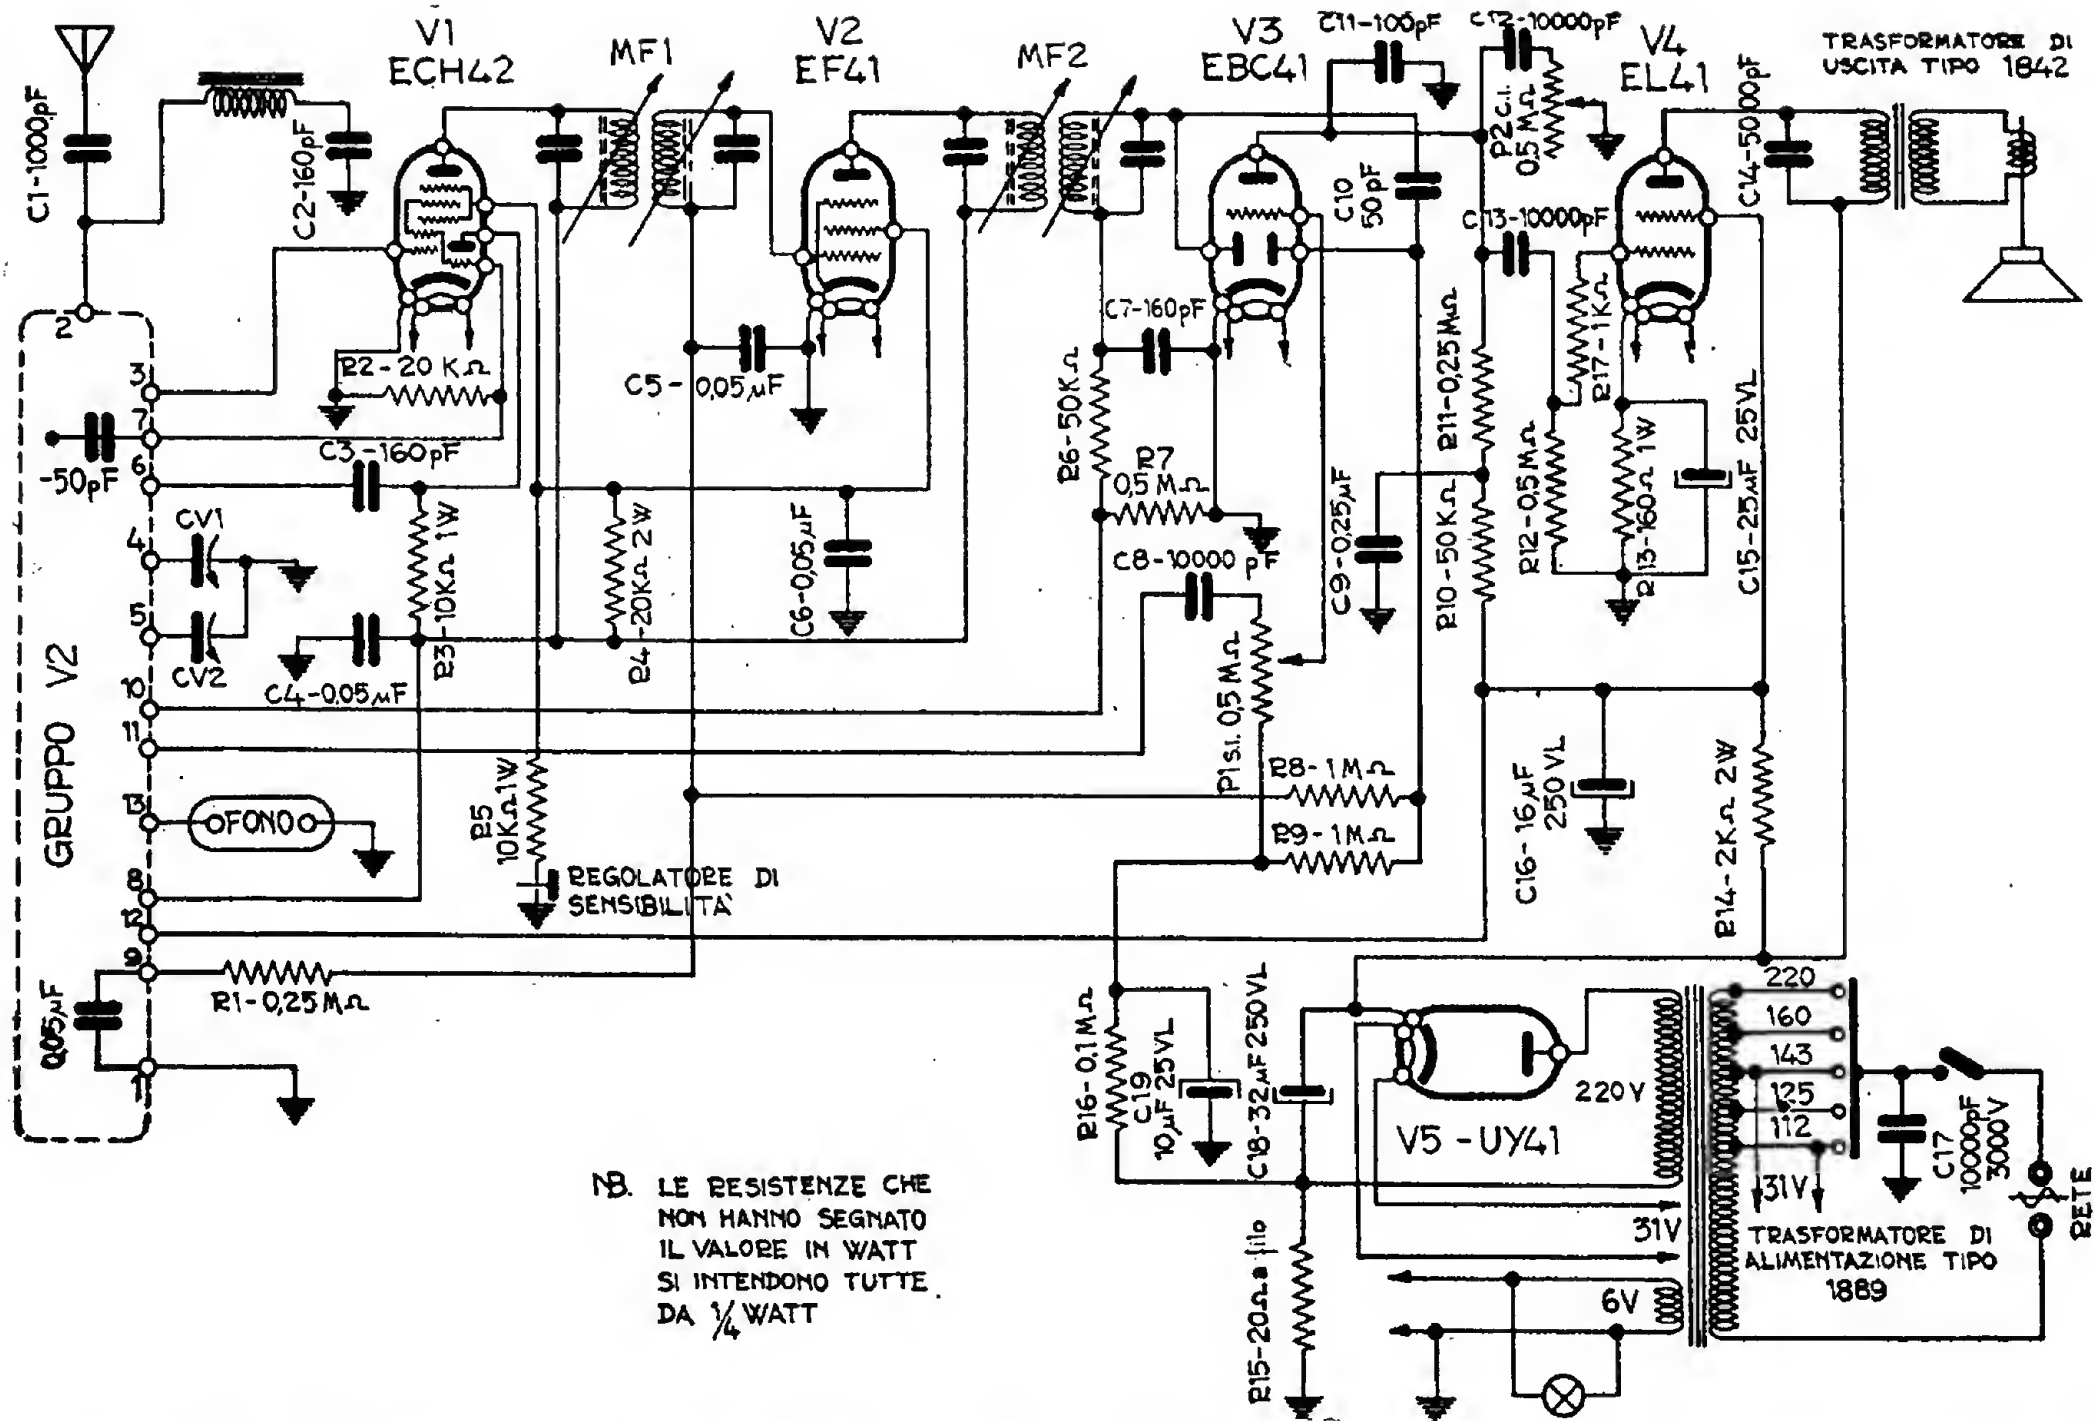 V1
ECH42
MF1
V2
EF41
MF2
V3
EBC41
C11-100pF
C12-10000pF
V4
EL41
TRASFORMATORE DI
USCITA TIPO 1842
C1-1000pF
C2-160pF
C10
50pF
P2 c.l.
0,5 MΩ
C14-5000pF
C13-10000pF
2
3
7
6
4
5
10
11
13
8
12
9
1
GRUPPO V2
-50pF
R2-20 KΩ
C3-160pF
CV1
CV2
C4-0,05μF
R3-10KΩ 1W
R4-20KΩ 2W
C5-0,05μF
C6-0,05μF
C7-160pF
R6-50KΩ
R7
0,5 MΩ
C8-10000 pF
C9-0,25μF
R11-0,25MΩ
R10-50KΩ
R17-1KΩ
R12-0,5MΩ
R13-160Ω 1W
C15-25μF 25VL
P1 s.l. 0,5 MΩ
FONO
R5
10KΩ1W
REGOLATORE DI
SENSIBILITÀ
R8-1MΩ
R9-1MΩ
C16-16μF
250VL
R14-2KΩ 2W
0,05μF
R1-0,25MΩ
R16-0,1MΩ
C19
10μF 25VL
C18-32μF 250VL
V5-UY41
220V
220
160
143
125
112
31V
31V
6V
C17
10000pF
3000V
RETE
TRASFORMATORE DI
ALIMENTAZIONE TIPO
1889
R15-20Ω a filo
NB. LE RESISTENZE CHE
NON HANNO SEGNATO
IL VALORE IN WATT
SI INTENDONO TUTTE
DA 1/4 WATT